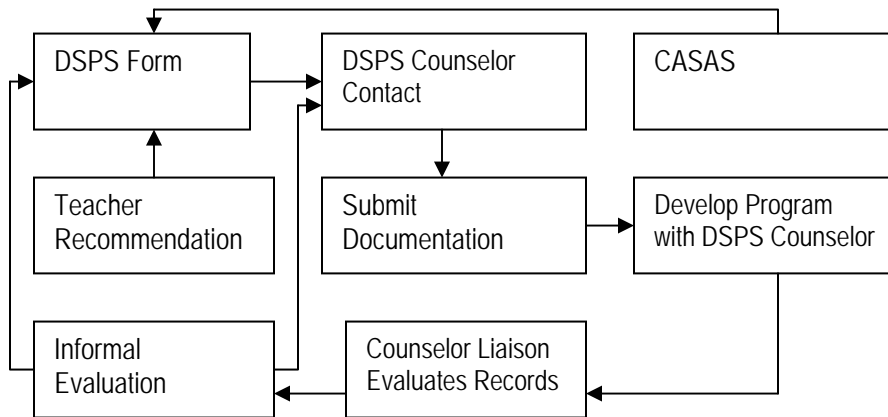 DSPS Form
DSPS Counselor
Contact
CASAS
Teacher
Recommendation
Submit
Documentation
Develop Program
with DSPS Counselor
Informal
Evaluation
Counselor Liaison
Evaluates Records